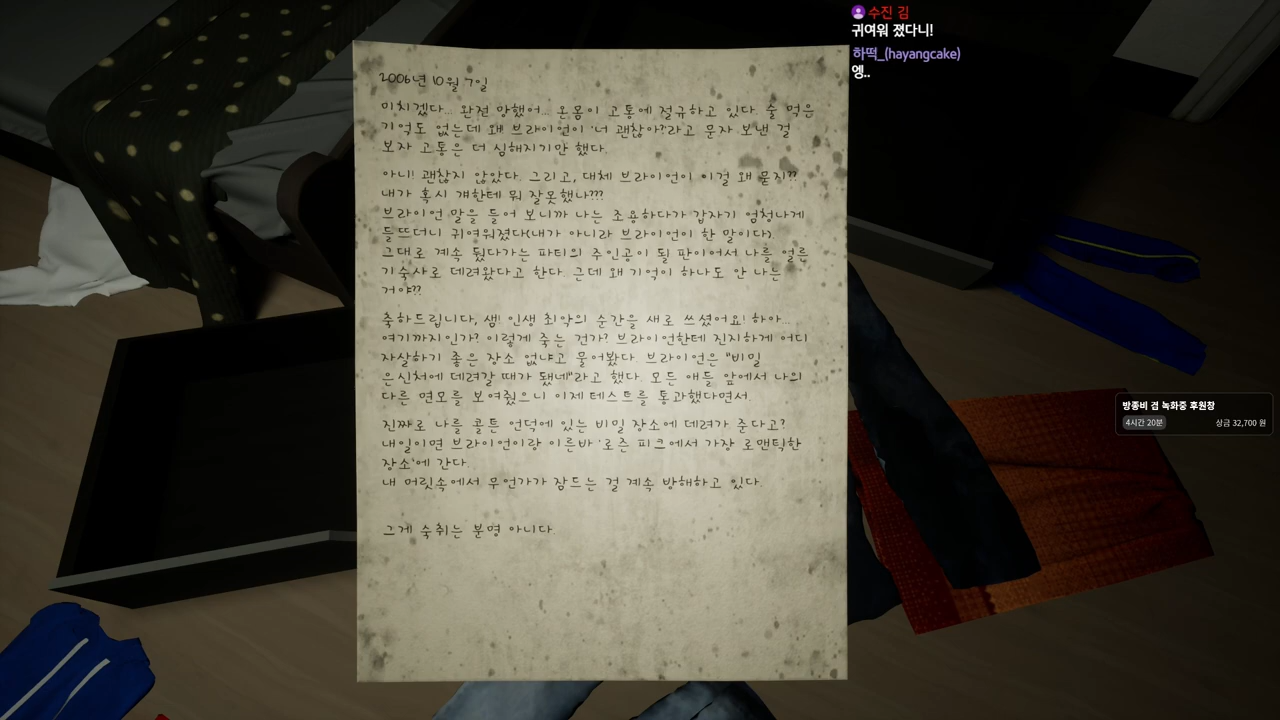 2006년 10월 7일
미치겠다... 완전 망했어... 온몸이 고통에 절규하고 있다. 술 먹은
기억도 없는데 왜 브라이언이 '너 괜찮아?'라고 문자 보낸 걸
보자 고통은 더 심해지기만 했다.
아니! 괜찮지 않았다. 그리고, 대체 브라이언이 이걸 왜 묻지??
내가 혹시 걔한테 뭐 잘못했나???
브라이언 말을 들어 보니까 나는 조용하다가 갑자기 엄청나게
들뜨더니 귀여워졌다(내가 아니라 브라이언이 한 말이다).
그대로 계속 뒀다가는 파티의 주인공이 될 판이어서 나를 얼른
기숙사로 데려왔다고 한다. 근데 왜 기억이 하나도 안 나는
거야??
축하드립니다, 샘! 인생 최악의 순간을 새로 쓰셨어요! 하아...
여기까지인가? 이렇게 죽는 건가? 브라이언한테 진지하게 어디
자살하기 좋은 장소 없냐고 물어봤다. 브라이언은 "비밀
은신처에 데려갈 때가 됐네"라고 했다. 모든 애들 앞에서 나의
다른 면모를 보여줬으니 이제 테스트를 통과했다면서.
진짜로 나를 콜튼 언덕에 있는 비밀 장소에 데려가 준다고?
내일이면 브라이언이랑 이른바 '로즌 피크에서 가장 로맨틱한
장소'에 간다.
내 머릿속에서 무언가가 잠드는 걸 계속 방해하고 있다.
그게 숙취는 분명 아니다.
수진 김
귀여워 졌다니!
하떡_(hayangcake)
엥..
방종비 겸 녹화중 후원창
4시간 20분 상금 32,700 원